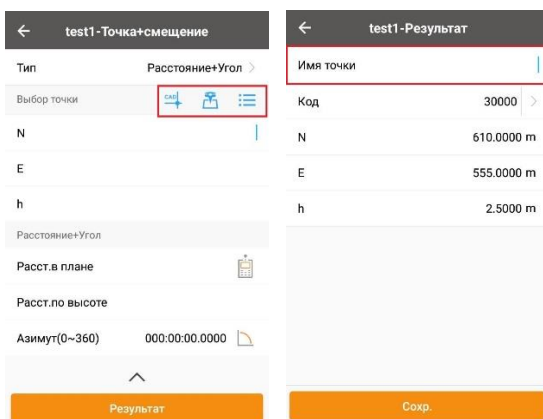 test1-Точка+смещение
Тип Расстояние+Угол
Выбор точки CAD
N
E
h
Расстояние+Угол
Расст.в плане
Расст.по высоте
Азимут(0~360) 000:00:00.0000
Результат
test1-Результат
Имя точки
Код 30000
N 610.0000 m
E 555.0000 m
h 2.5000 m
Сохр.